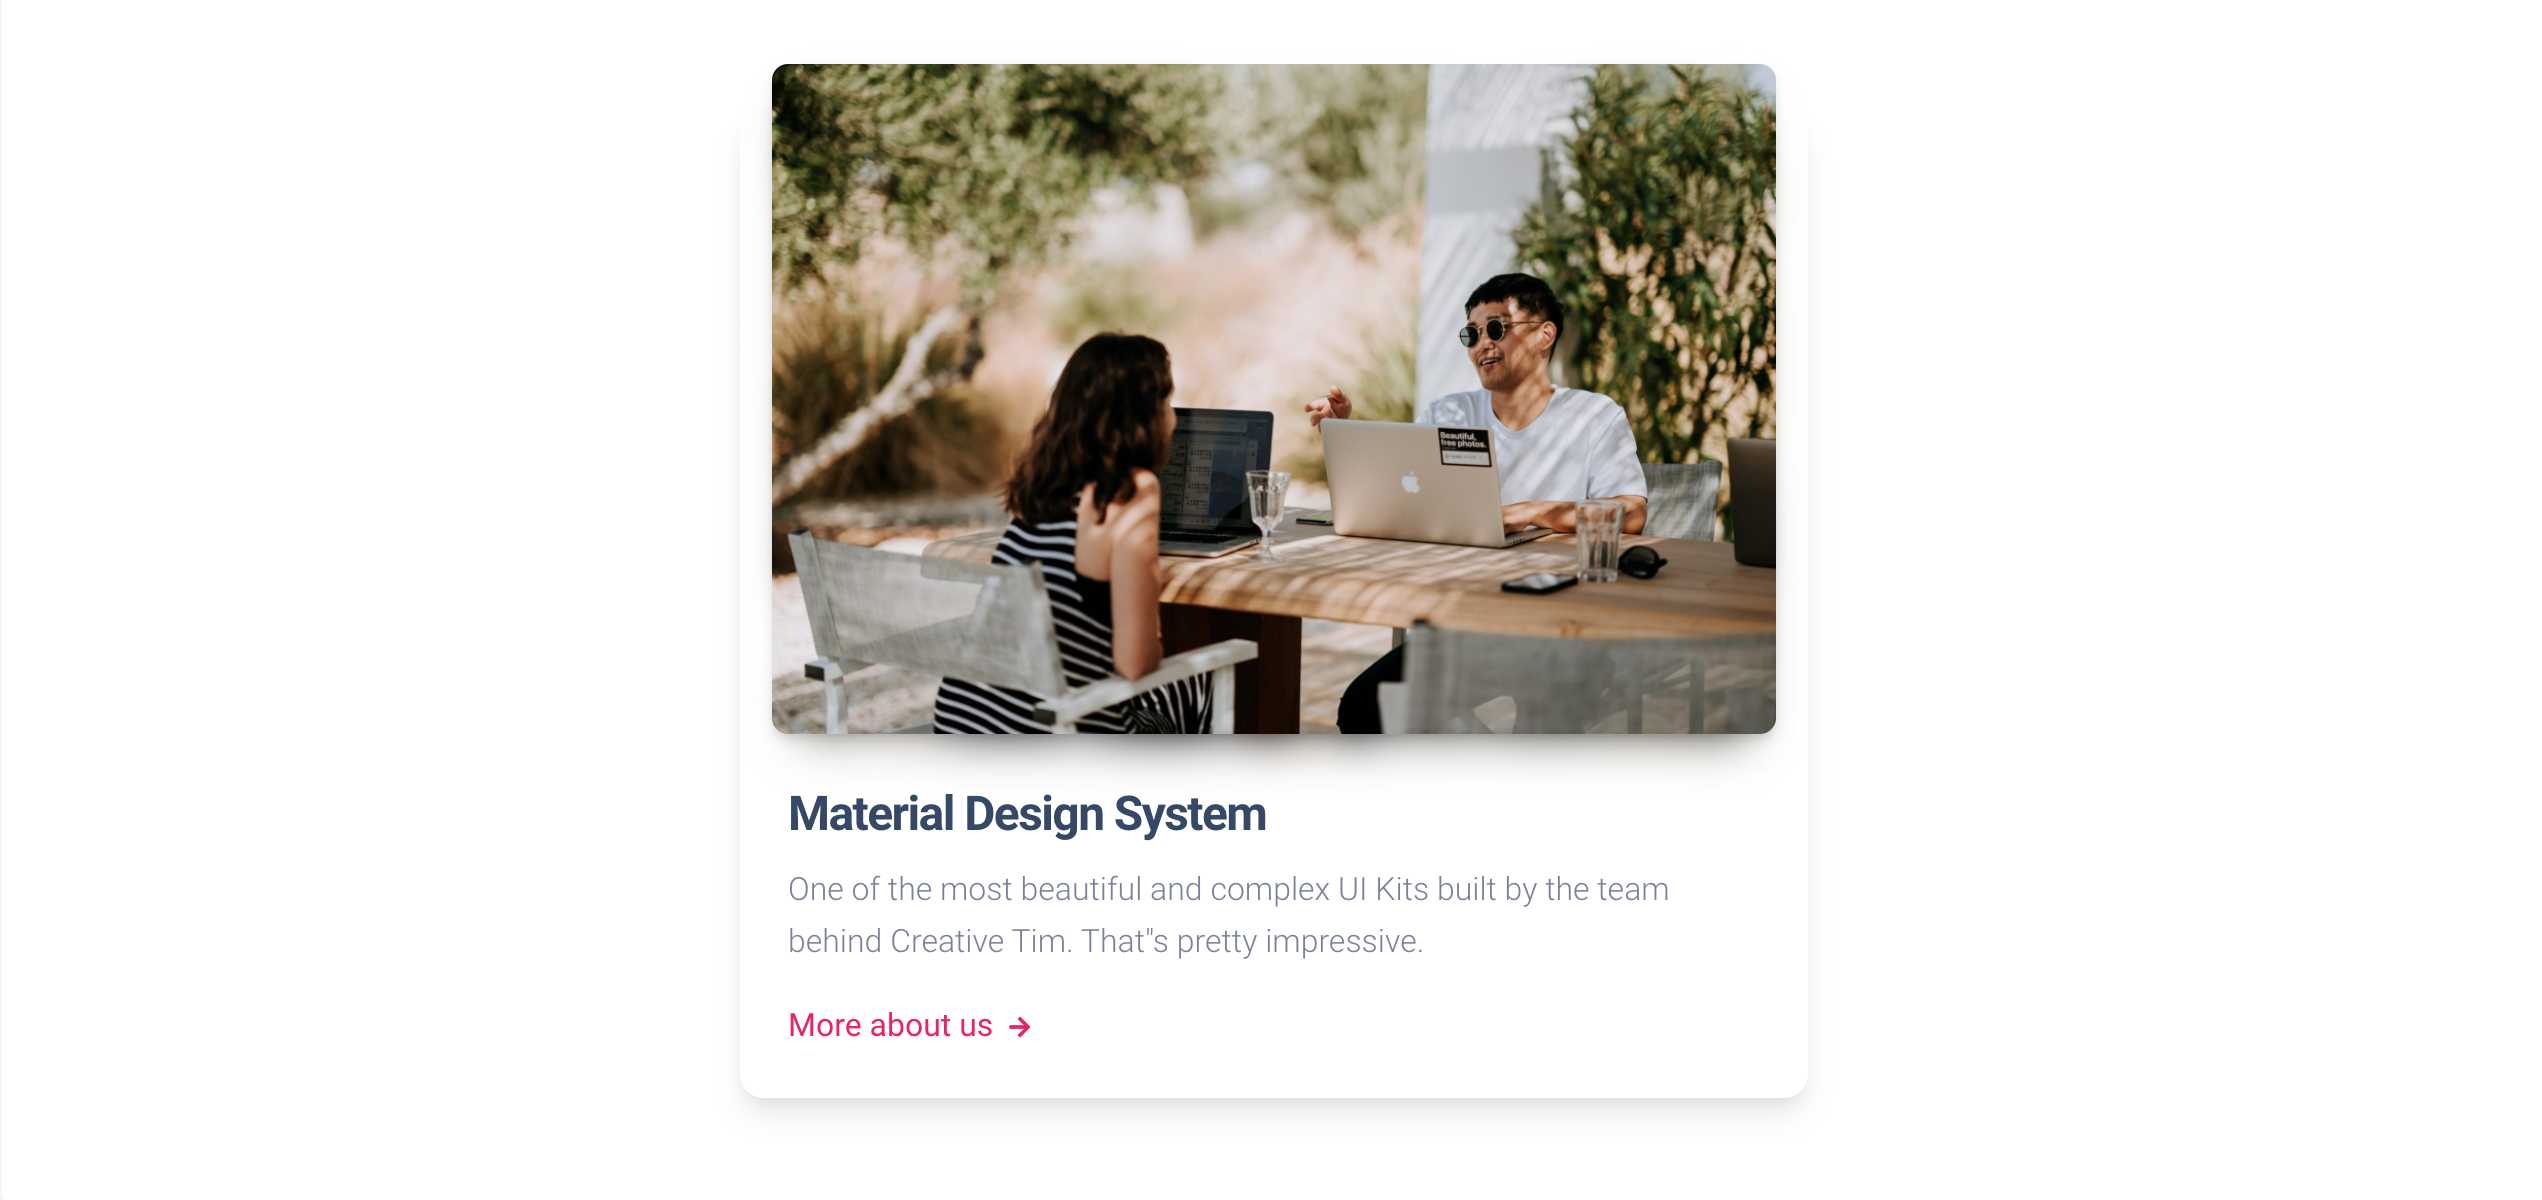 Beautiful,
free photos.
Material Design System
One of the most beautiful and complex UI Kits built by the team
behind Creative Tim. That"s pretty impressive.
More about us →